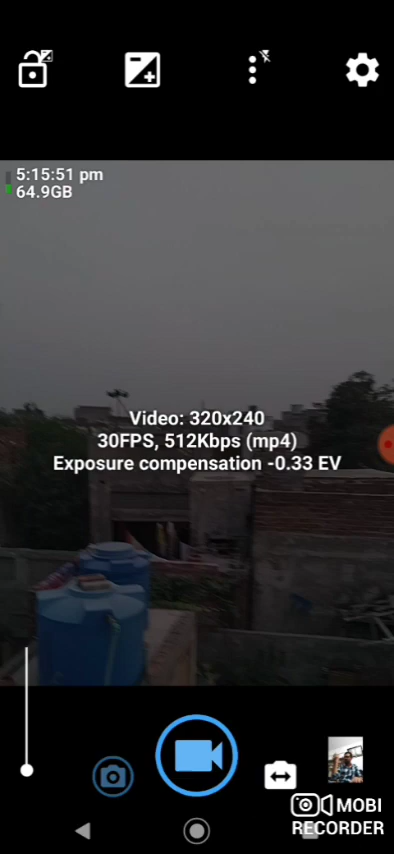 5:15:51 pm
64.9GB
Video: 320x240
30FPS, 512Kbps (mp4)
Exposure compensation -0.33 EV
MOBI
RECORDER